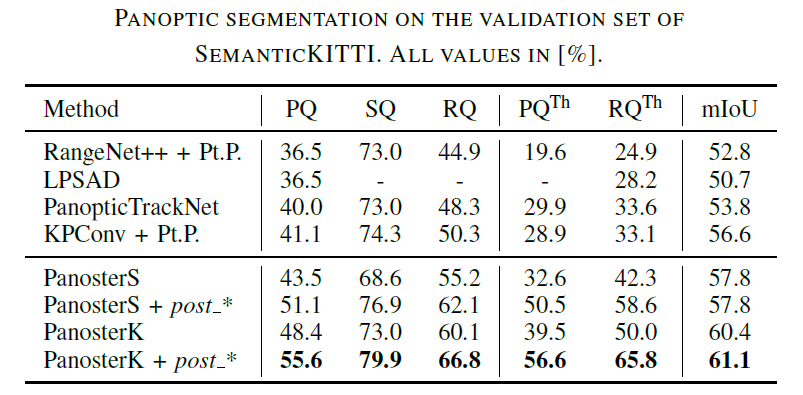 PANOPTIC SEGMENTATION ON THE VALIDATION SET OF
SEMANTICKITTI. ALL VALUES IN [%].
Method PQ SQ RQ PQTh RQTh mIoU
RangeNet++ + Pt.P. 36.5 73.0 44.9 19.6 24.9 52.8
LPSAD 36.5 - - - 28.2 50.7
PanopticTrackNet 40.0 73.0 48.3 29.9 33.6 53.8
KPConv + Pt.P. 41.1 74.3 50.3 28.9 33.1 56.6
PanosterS 43.5 68.6 55.2 32.6 42.3 57.8
PanosterS + post_* 51.1 76.9 62.1 50.5 58.6 57.8
PanosterK 48.4 73.0 60.1 39.5 50.0 60.4
PanosterK + post_* 55.6 79.9 66.8 56.6 65.8 61.1